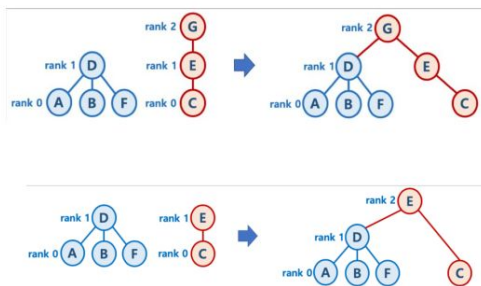 rank 2 G
rank 2 G
rank 1 D
rank 1 E
rank 1 D
E
rank 0 A B F
rank 0 C
A B F
rank 0
C
rank 2 E
rank 1 D
rank 1 E
rank 1 D
rank 0 A B F
rank 0 C
rank 0 A B F
C